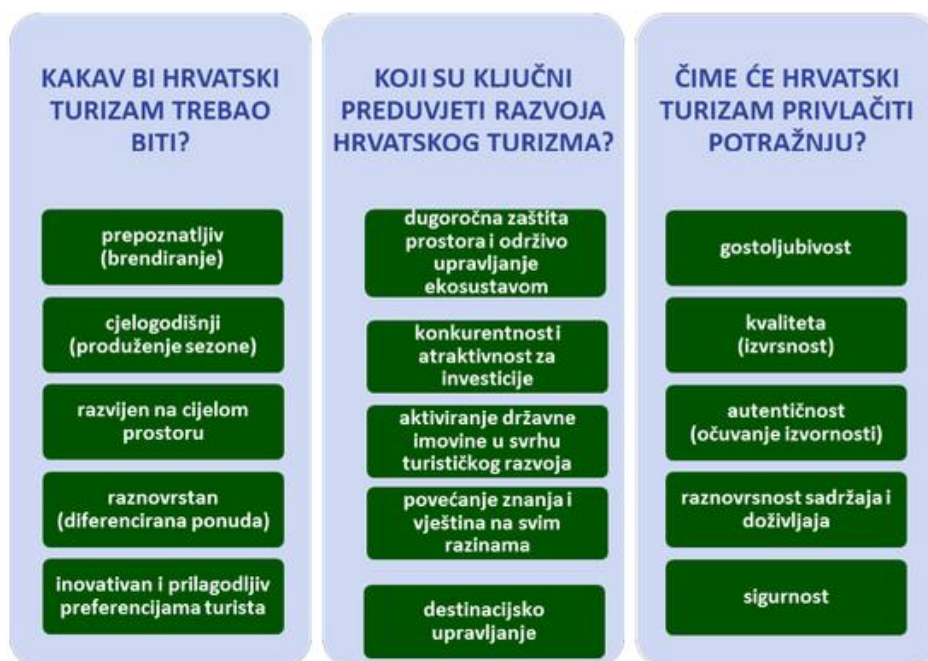 KAKAV BI HRVATSKI
TURIZAM TREBAO
BITI?
prepoznatljiv
(brendiranje)
cjelogodišnji
(produženje sezone)
razvijen na cijelom
prostoru
raznovrstan
(diferencirana ponuda)
inovativan i prilagodljiv
preferencijama turista
KOJI SU KLJUČNI
PREDUVJETI RAZVOJA
HRVATSKOG TURIZMA?
dugoročna zaštita
prostora i održivo
upravljanje
ekosustavom
konkurentnost i
atraktivnost za
investicije
aktiviranje državne
imovine u svrhu
turističkog razvoja
povećanje znanja i
vještina na svim
razinama
destinacijsko
upravljanje
ČIME ĆE HRVATSKI
TURIZAM PRIVLAČITI
POTRAŽNJU?
gostoljubivost
kvaliteta
(izvrsnost)
autentičnost
(očuvanje izvornosti)
raznovrsnost sadržaja i
doživljaja
sigurnost